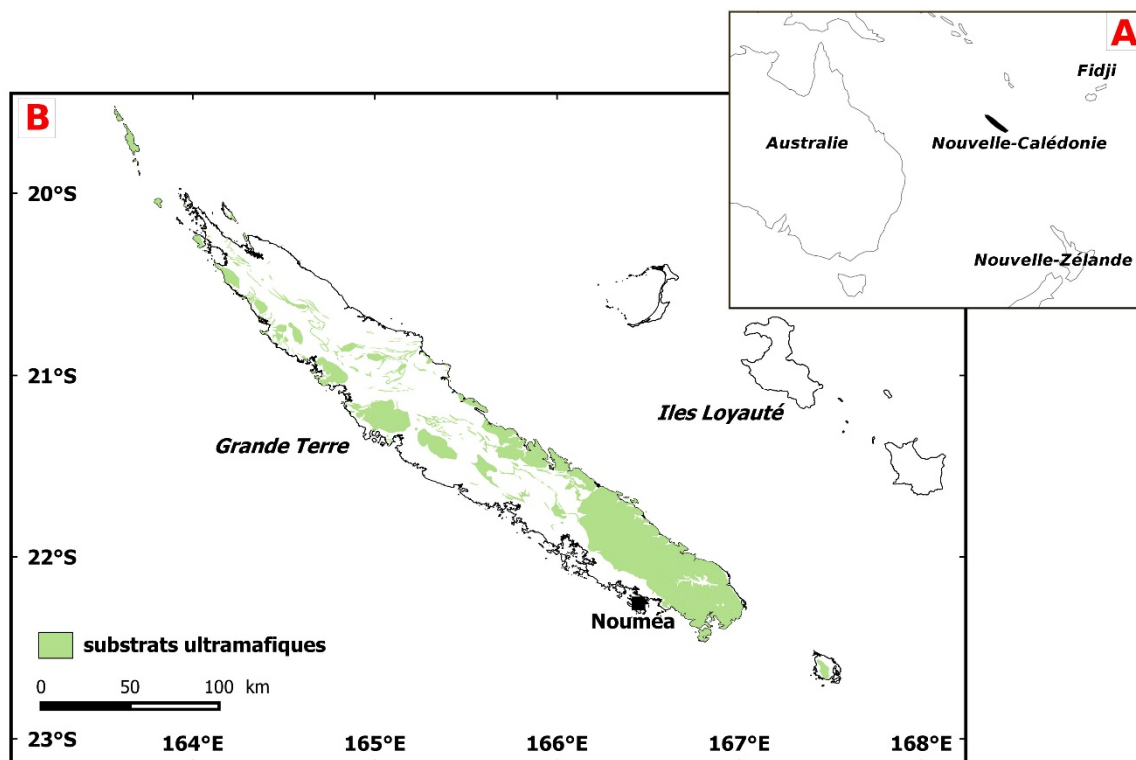 A
Fidji
Australie
Nouvelle-Calédonie
Nouvelle-Zélande
B
20°S
21°S
22°S
23°S
Iles Loyauté
Grande Terre
Nouméa
substrats ultramafiques
0 50 100 km
164°E 165°E 166°E 167°E 168°E